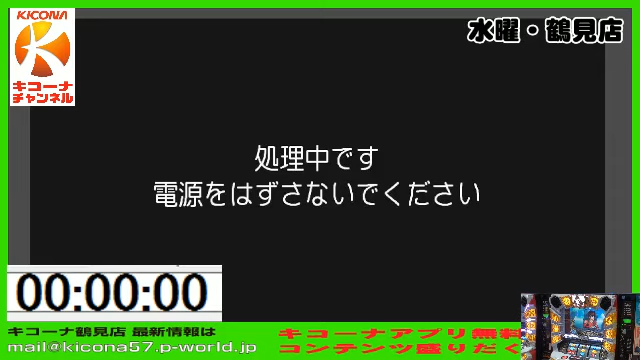 KICONA
キコーナ
チャンネル
水曜・鶴見店
処理中です
電源をはずさないでください
00:00:00
キコーナ鶴見店 最新情報は
mail@kicona57.p-world.jp
キコーナアプリ無料
コンテンツ盛りだく